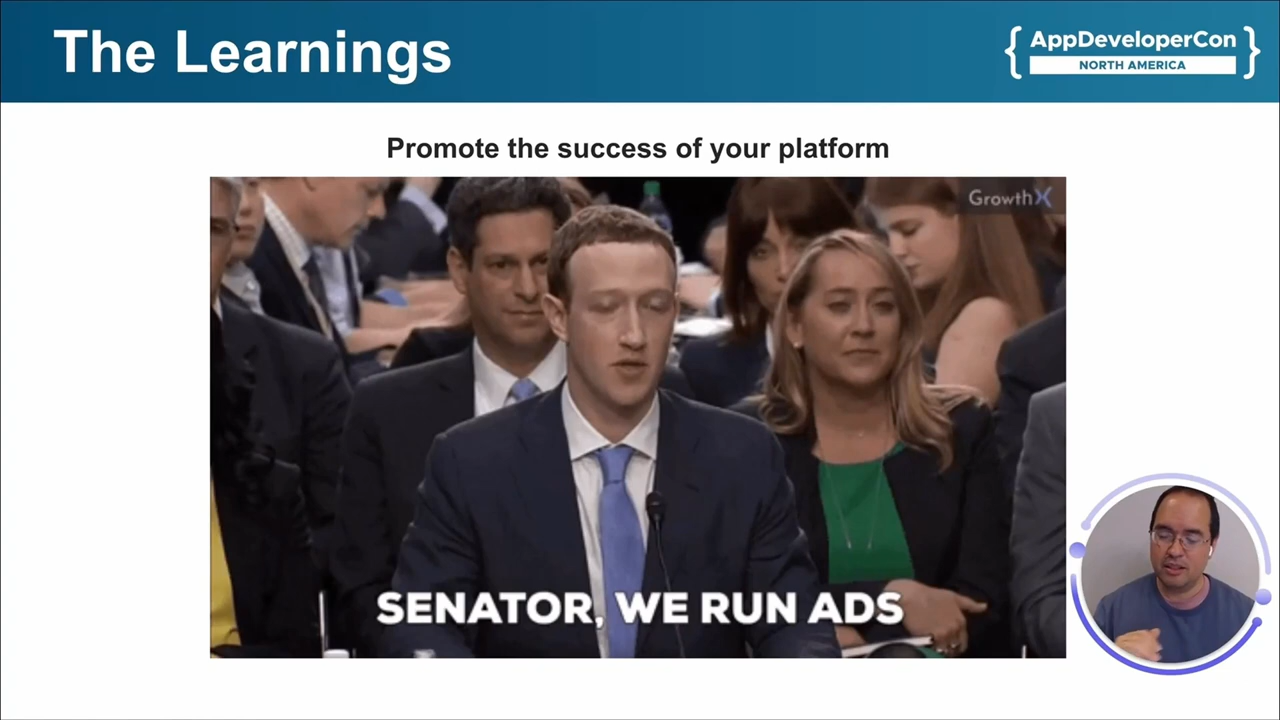 The Learnings
{ AppDeveloperCon }
NORTH AMERICA
Promote the success of your platform
GrowthX
SENATOR, WE RUN ADS